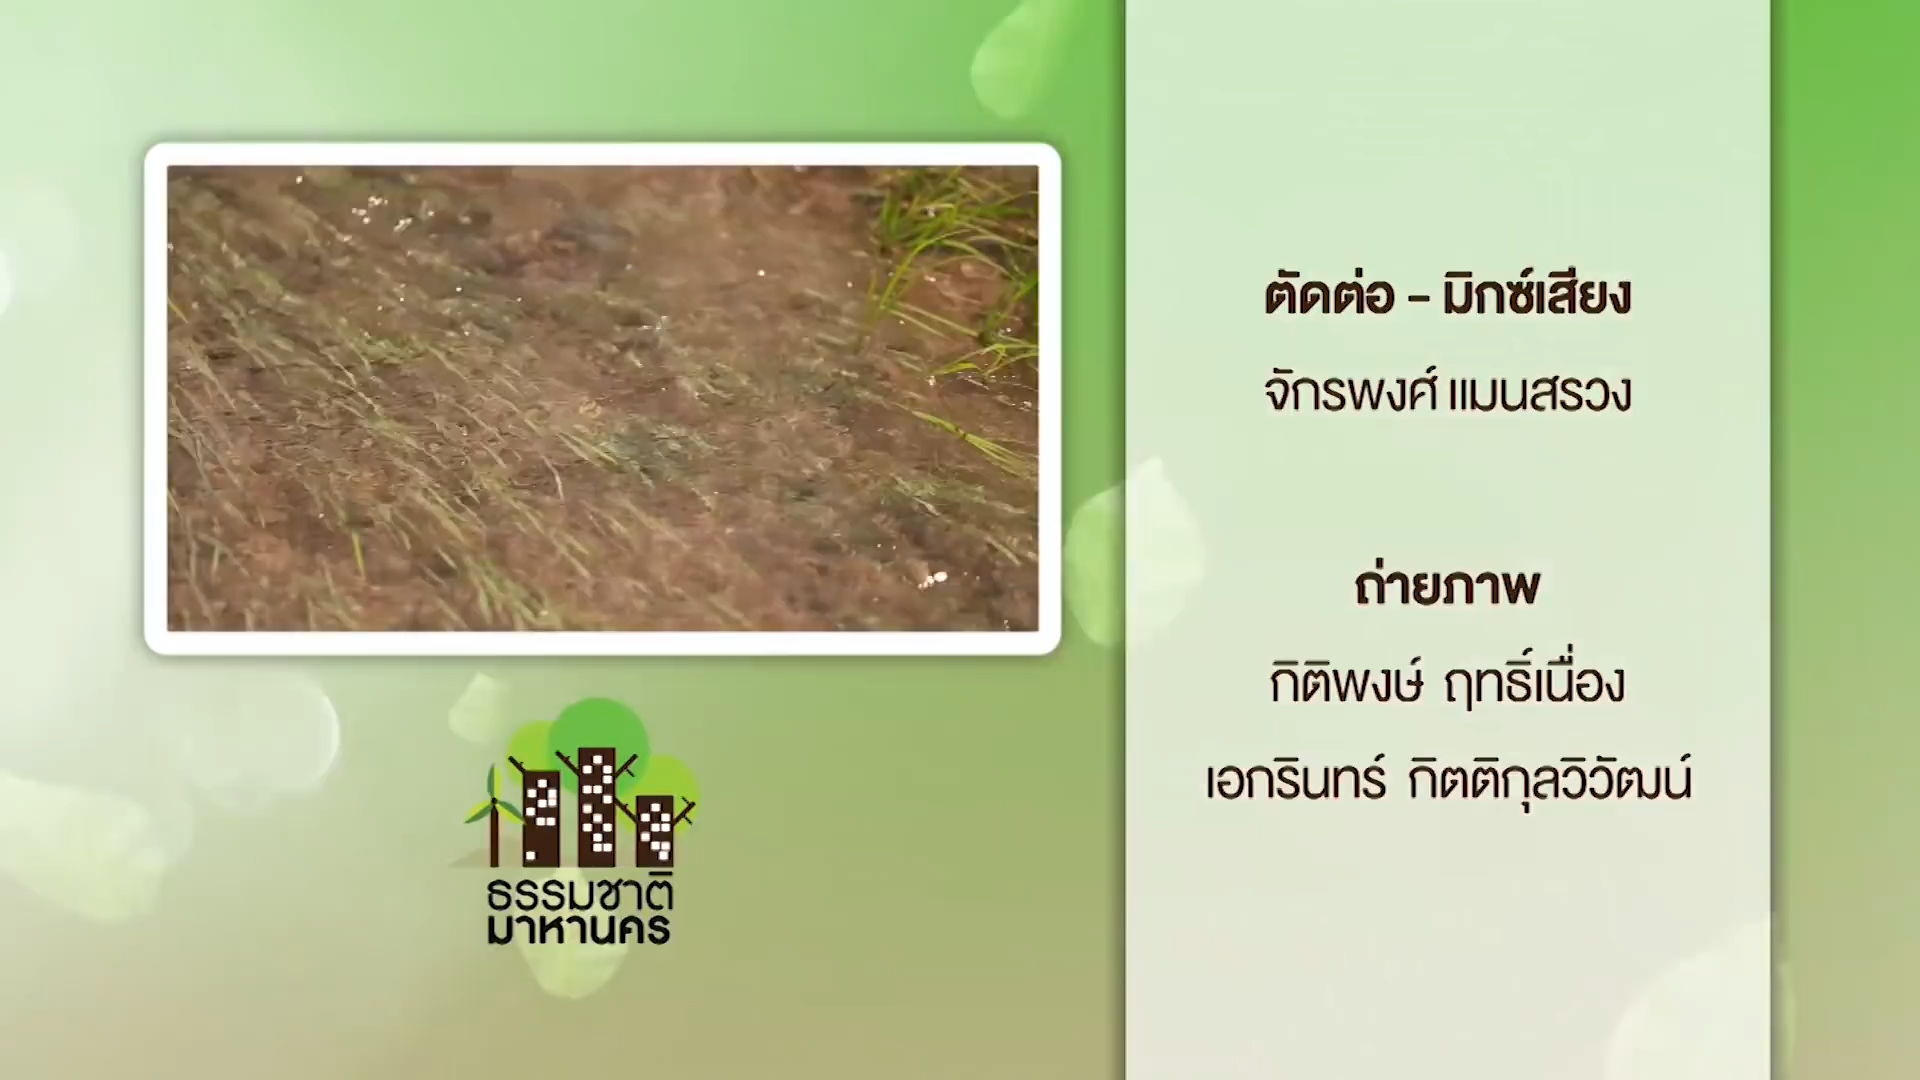 ตัดต่อ - มิกซ์เสียง
จักรพงศ์ แมนสรวง
ถ่ายภาพ
กิติพงษ์ ฤทธิ์เนื่อง
เอกรินทร์ กิตติกุลวิวัฒน์
ธรรมชาติ
มาหานคร